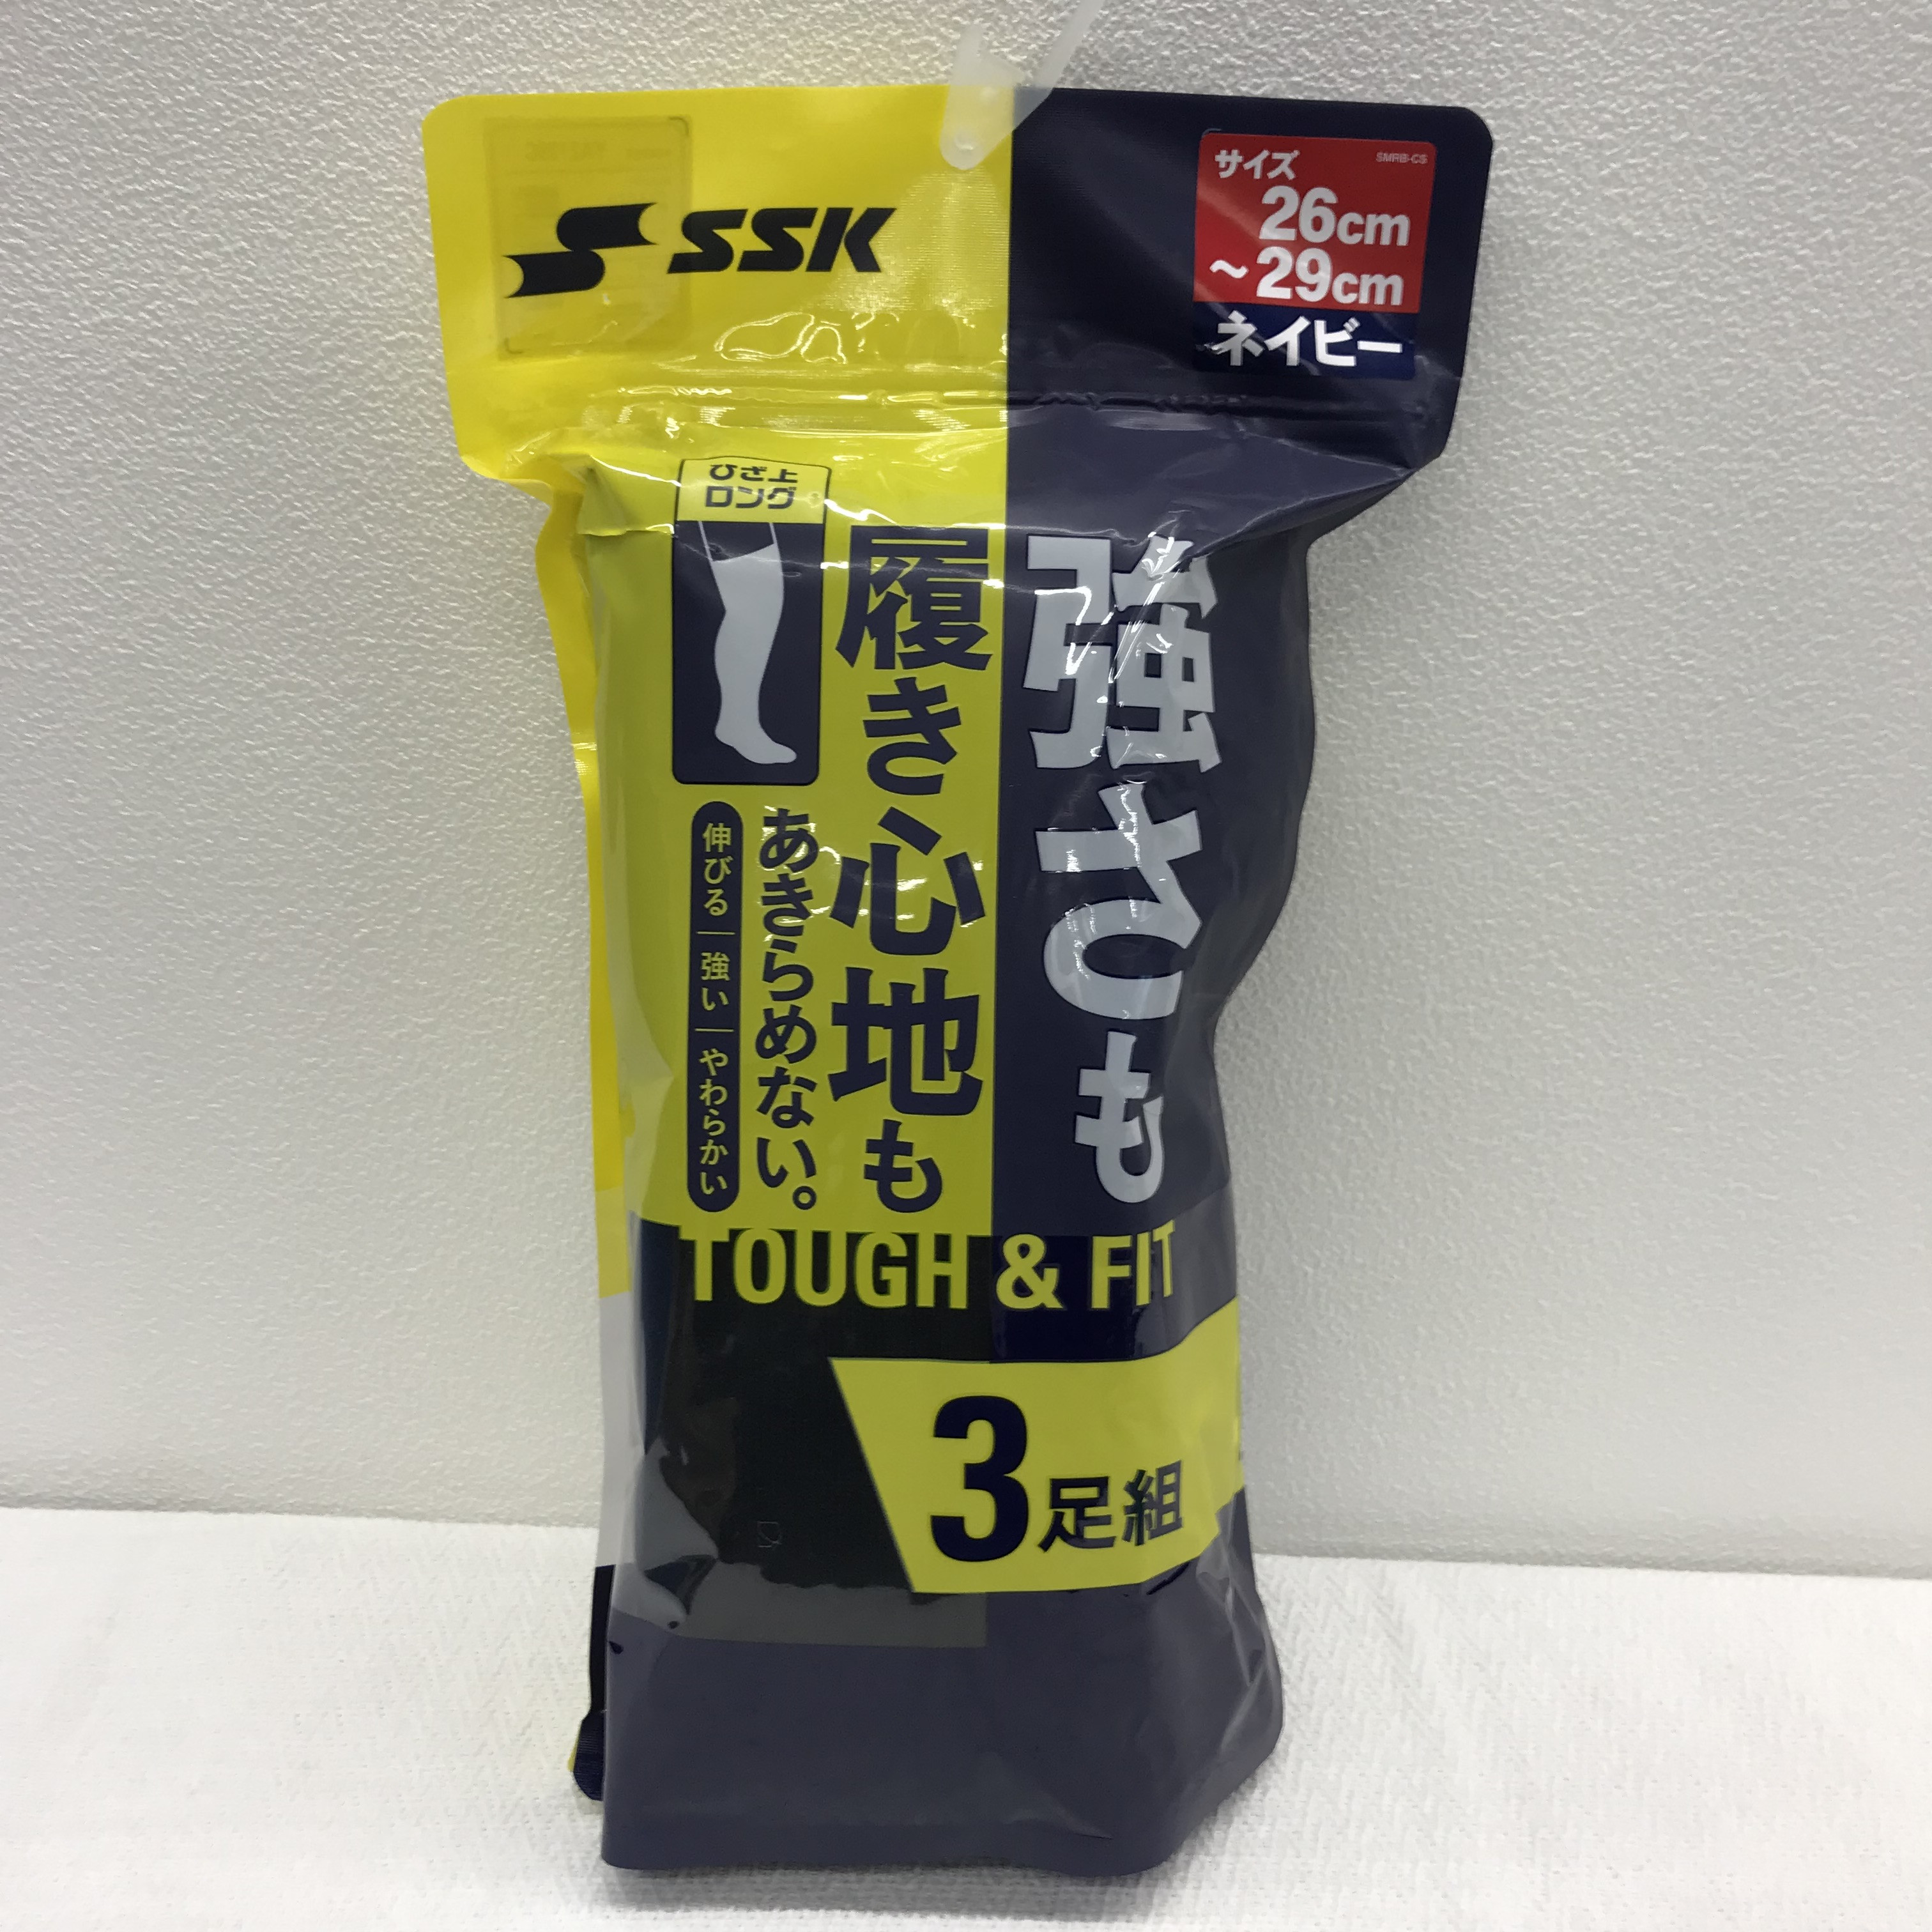 SSK
サイズ
SMRB-CS
26cm
~29cm
ネイビー
ひざ上
ロング
強さも
履き心地も
あきらめない。
伸びる|強い|やわらかい
TOUGH & FIT
3足組